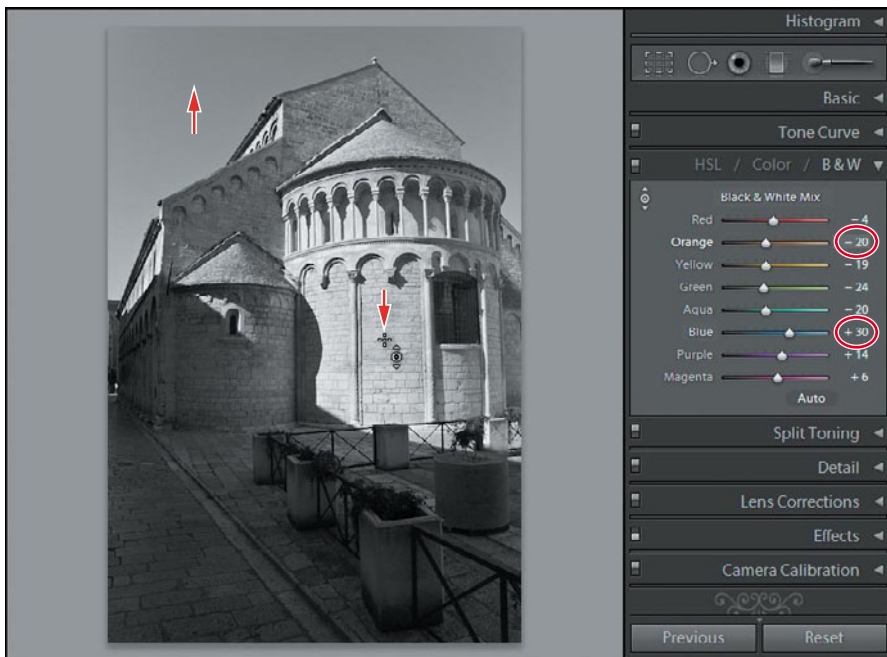 Histogram
Basic
Tone Curve
HSL / Color / B & W
Black & White Mix
Red − 4
Orange − 20
Yellow − 19
Green − 24
Aqua − 20
Blue + 30
Purple + 14
Magenta + 6
Auto
Split Toning
Detail
Lens Corrections
Effects
Camera Calibration
Previous Reset